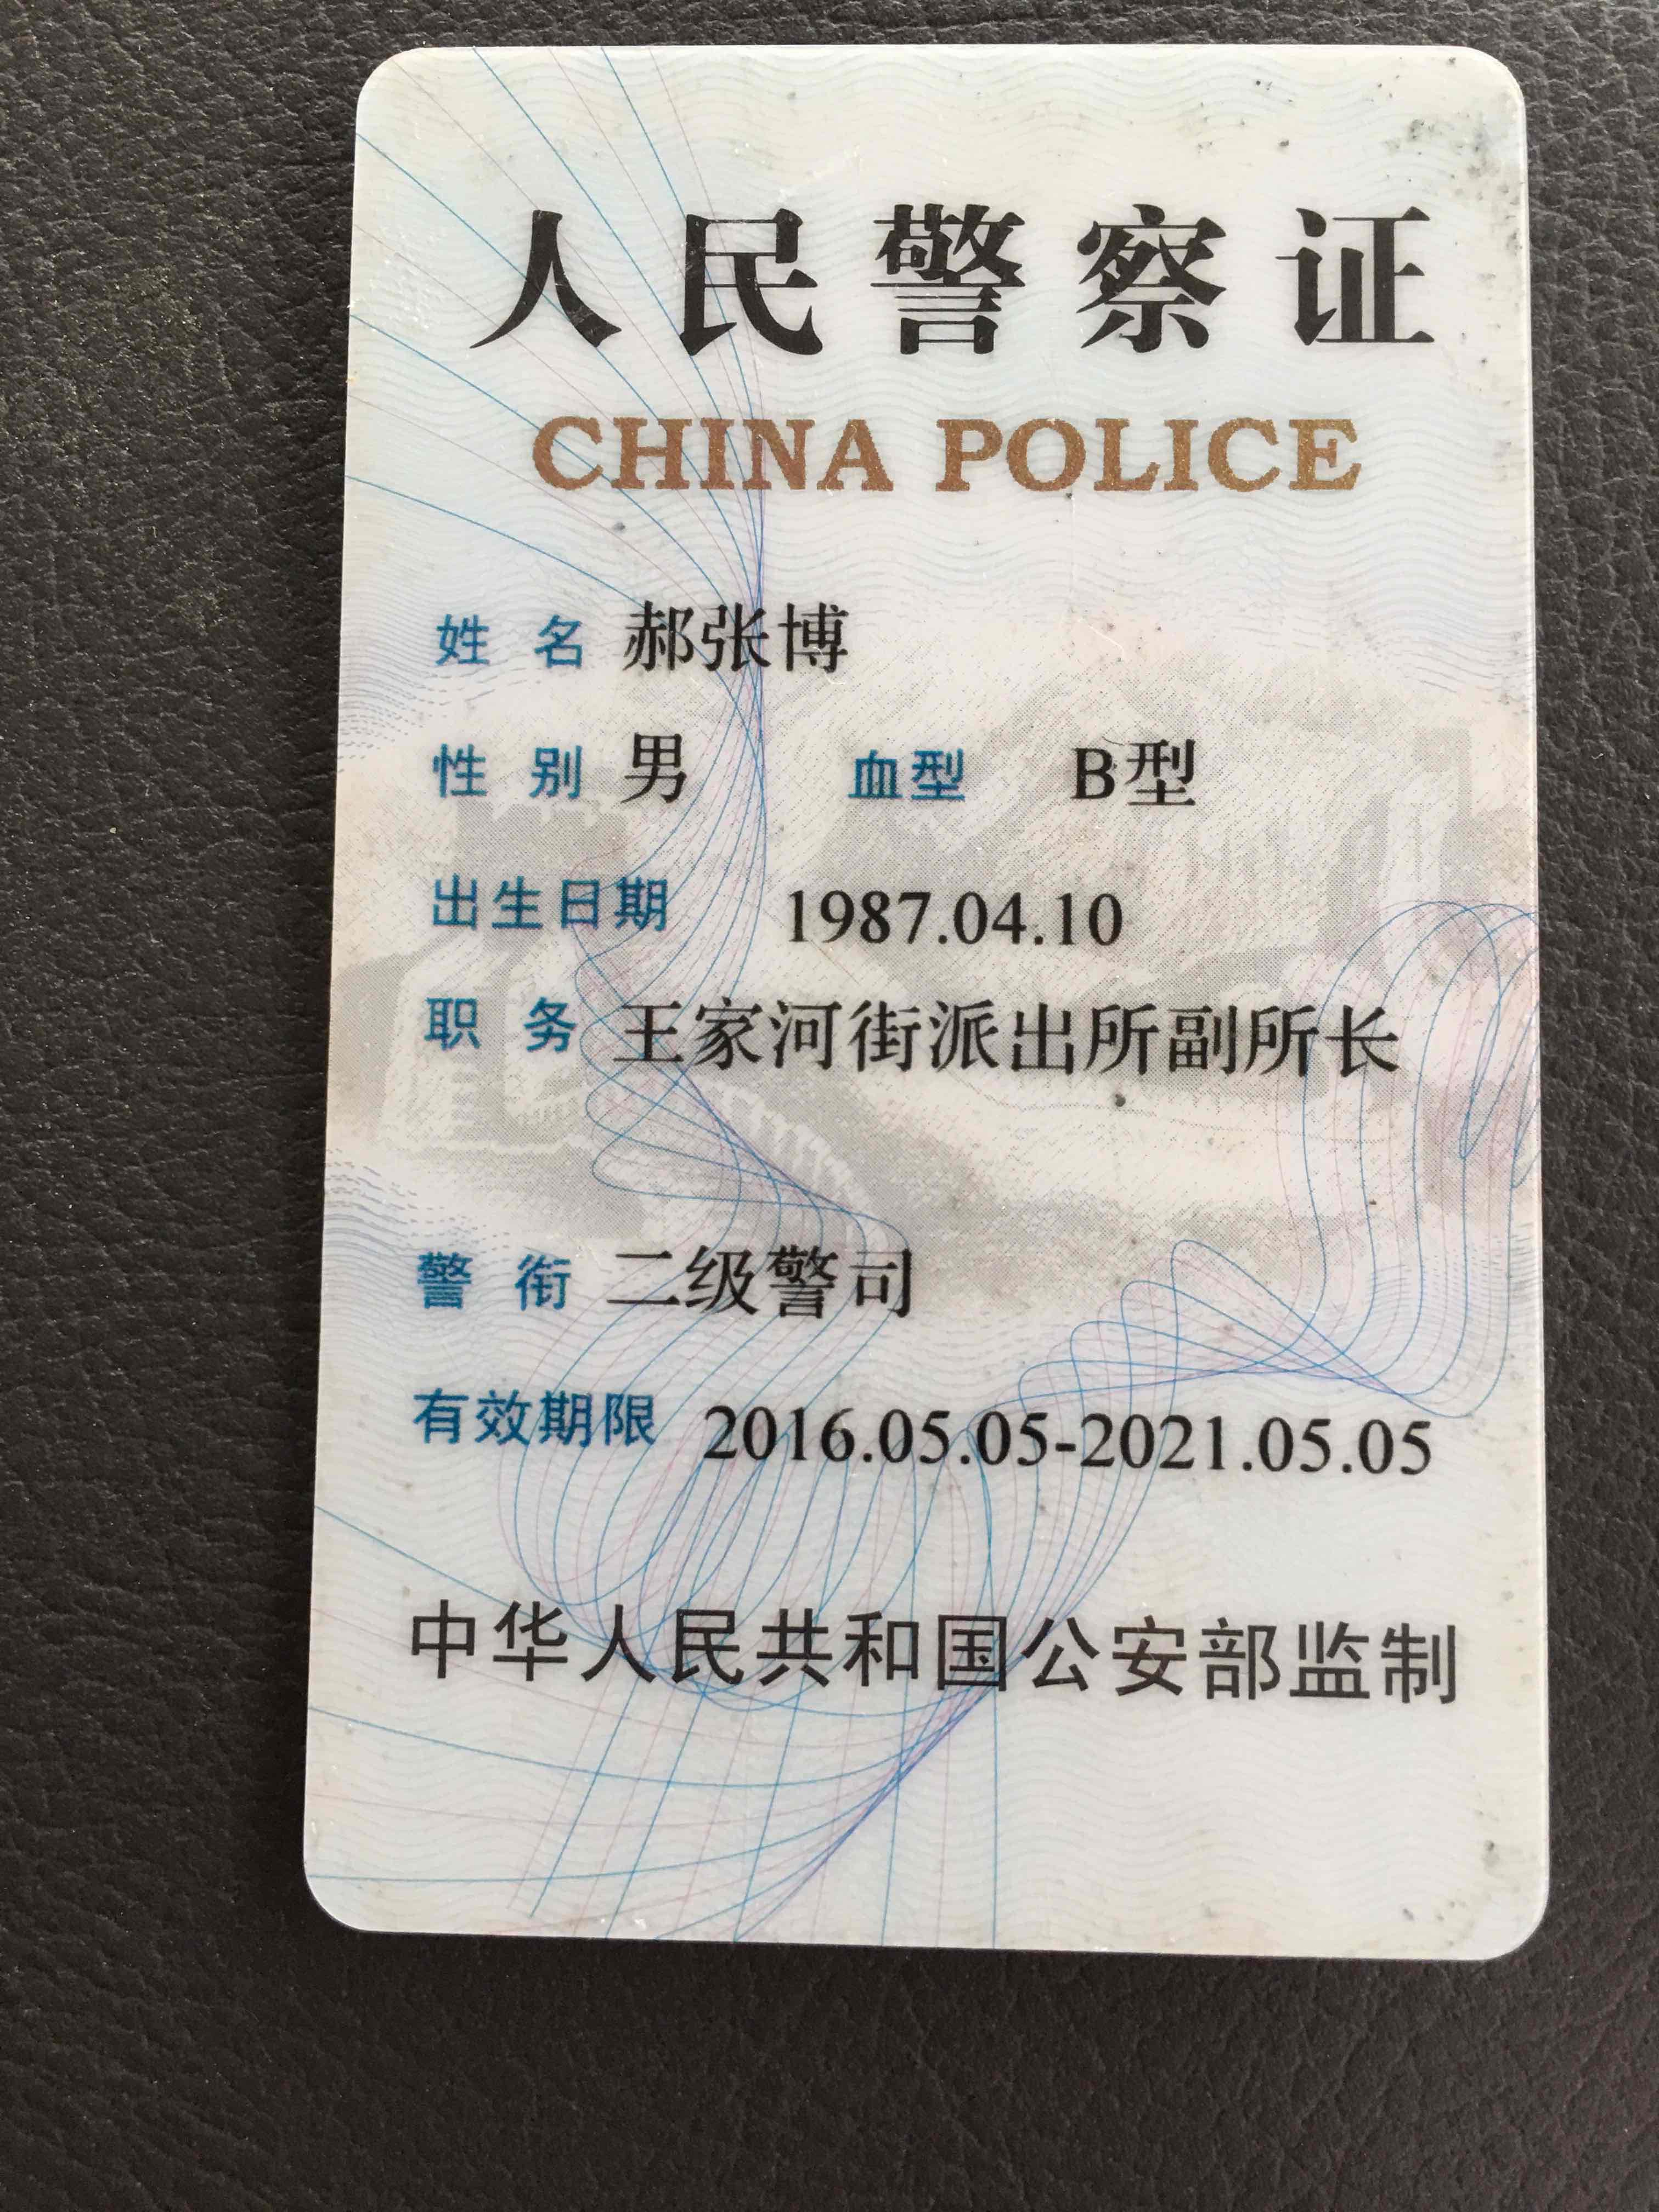 人民警察证
CHINA POLICE
姓 名 郝张博
性 别 男 血型 B型
出生日期 1987.04.10
职 务 王家河街派出所副所长
警 衔 二级警司
有效期限 2016.05.05-2021.05.05
中华人民共和国公安部监制